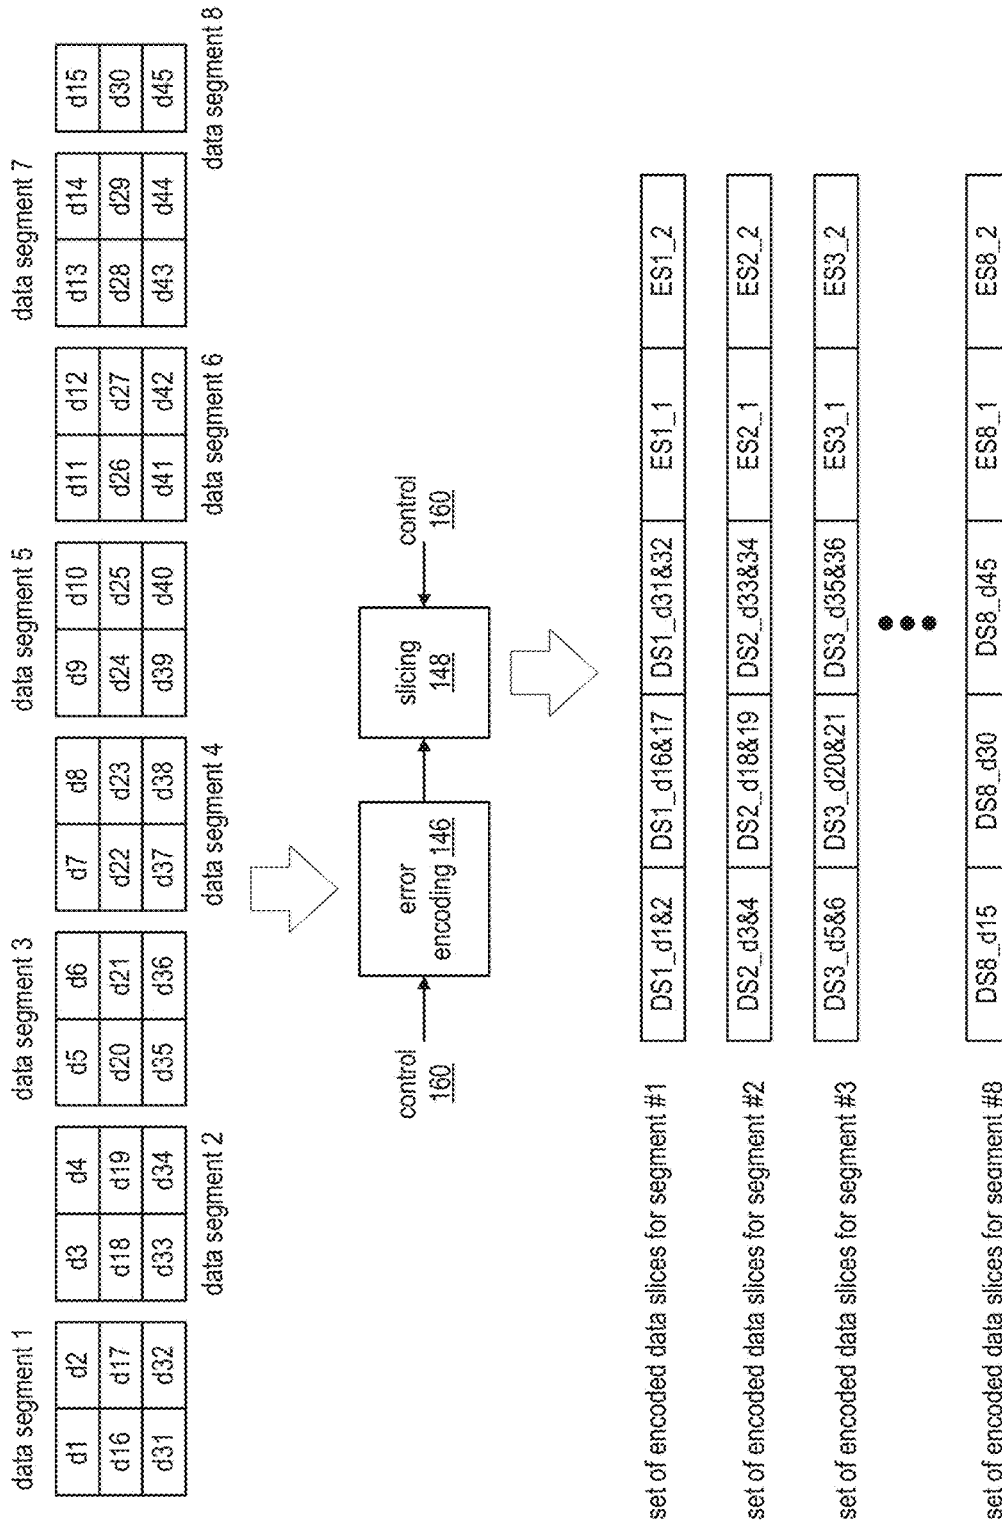 data segment 1
data segment 3
data segment 5
data segment 7
d1 d2 d3 d4 d5 d6 d7 d8 d9 d10 d11 d12 d13 d14 d15
d16 d17 d18 d19 d20 d21 d22 d23 d24 d25 d26 d27 d28 d29 d30
d31 d32 d33 d34 d35 d36 d37 d38 d39 d40 d41 d42 d43 d44 d45
data segment 2
data segment 4
data segment 6
data segment 8
control
160
error
encoding 146
slicing
148
control
160
set of encoded data slices for segment #1 DS1_d1&2 DS1_d16&17 DS1_d31&32 ES1_1 ES1_2
set of encoded data slices for segment #2 DS2_d3&4 DS2_d18&19 DS2_d33&34 ES2_1 ES2_2
set of encoded data slices for segment #3 DS3_d5&6 DS3_d20&21 DS3_d35&36 ES3_1 ES3_2
set of encoded data slices for segment #8 DS8_d15 DS8_d30 DS8_d45 ES8_1 ES8_2